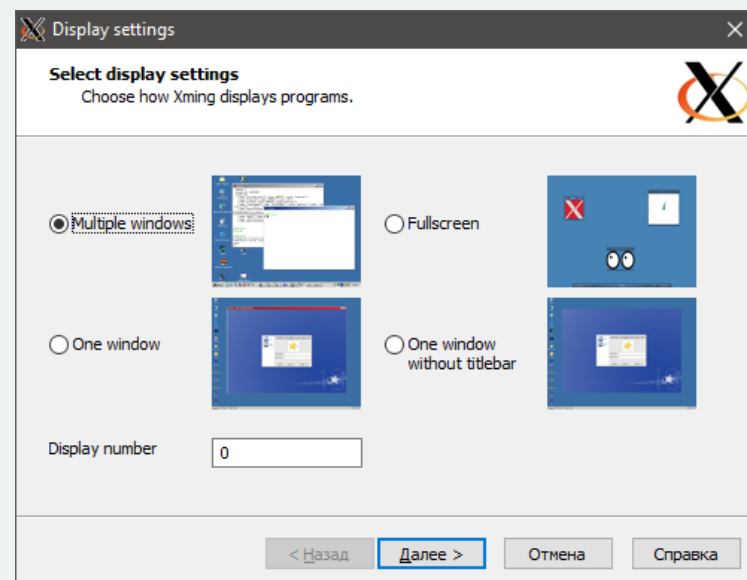 Display settings
Select display settings
Choose how Xming displays programs.
Multiple windows
Fullscreen
One window
One window
without titlebar
Display number
0
< Назад
Далее >
Отмена
Справка